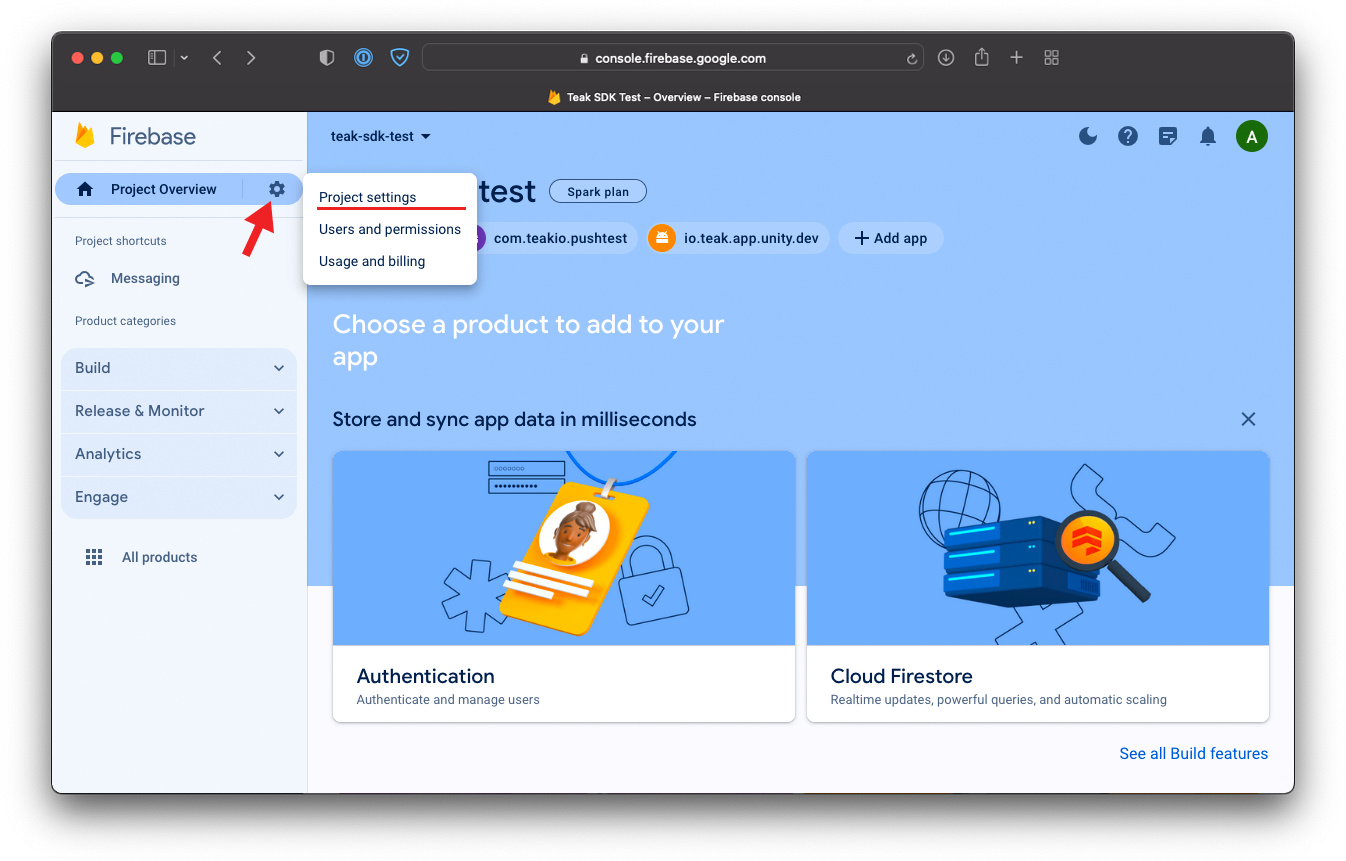 console.firebase.google.com
Teak SDK Test – Overview – Firebase console
Firebase
teak-sdk-test
A
Project Overview
Project settings
Users and permissions
Usage and billing
test
Spark plan
Project shortcuts
Messaging
com.teakio.pushtest
io.teak.app.unity.dev
Add app
Product categories
Build
Release & Monitor
Analytics
Engage
All products
Choose a product to add to your
app
Store and sync app data in milliseconds
Authentication
Authenticate and manage users
Cloud Firestore
Realtime updates, powerful queries, and automatic scaling
See all Build features